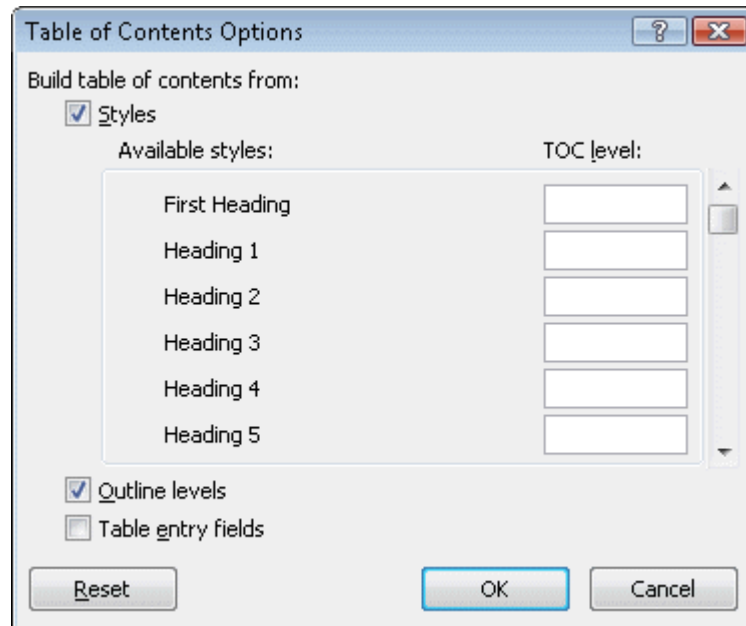 Table of Contents Options
Build table of contents from:
Styles
Available styles: TOC level:
First Heading
Heading 1
Heading 2
Heading 3
Heading 4
Heading 5
Outline levels
Table entry fields
Reset OK Cancel